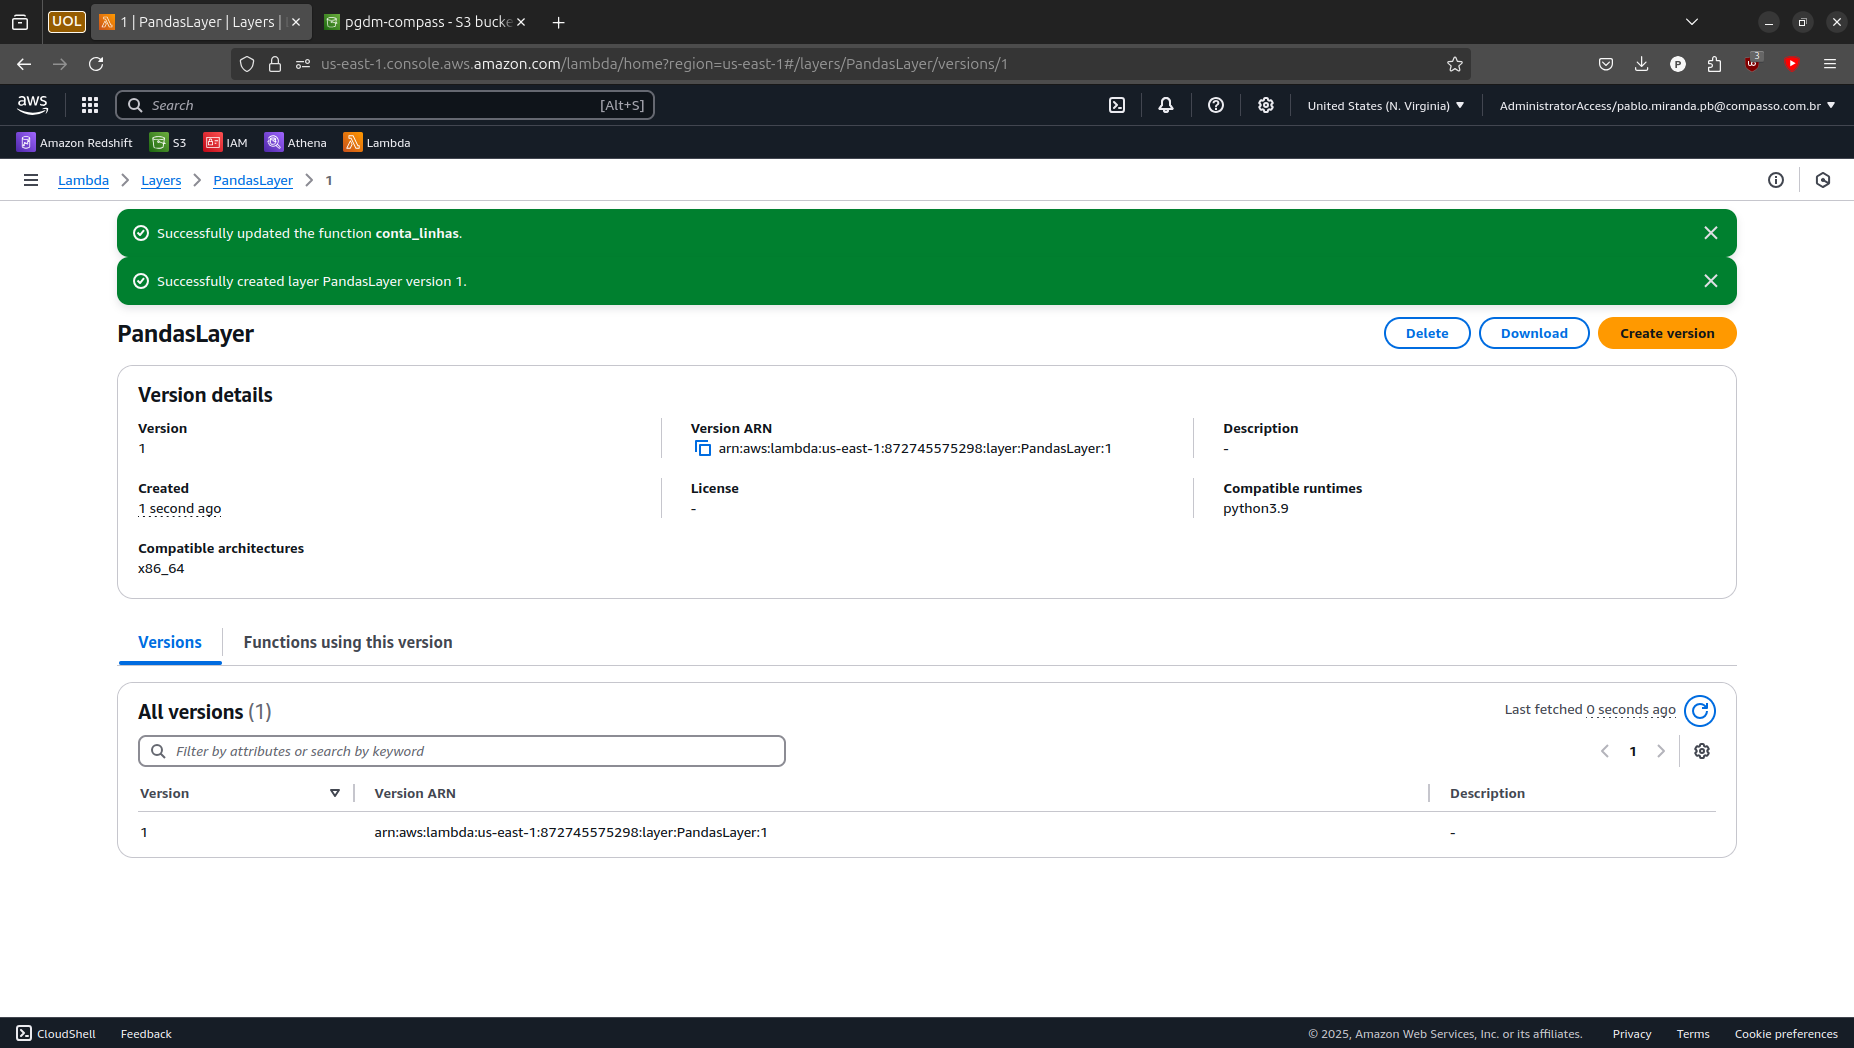 UOL
1 | PandasLayer | Layers |
pgdm-compass - S3 bucke
us-east-1.console.aws.amazon.com/lambda/home?region=us-east-1#/layers/PandasLayer/versions/1
P
3
aws
Search
[Alt+S]
United States (N. Virginia)
AdministratorAccess/pablo.miranda.pb@compasso.com.br
Amazon Redshift
S3
IAM
Athena
Lambda
Lambda > Layers > PandasLayer > 1
Successfully updated the function conta_linhas.
Successfully created layer PandasLayer version 1.
PandasLayer
Delete
Download
Create version
Version details
Version
1
Version ARN
arn:aws:lambda:us-east-1:872745575298:layer:PandasLayer:1
Description
-
Created
1 second ago
License
-
Compatible runtimes
python3.9
Compatible architectures
x86_64
Versions
Functions using this version
All versions (1)
Last fetched 0 seconds ago
Filter by attributes or search by keyword
1
Version
Version ARN
Description
1
arn:aws:lambda:us-east-1:872745575298:layer:PandasLayer:1
-
CloudShell
Feedback
© 2025, Amazon Web Services, Inc. or its affiliates.
Privacy
Terms
Cookie preferences